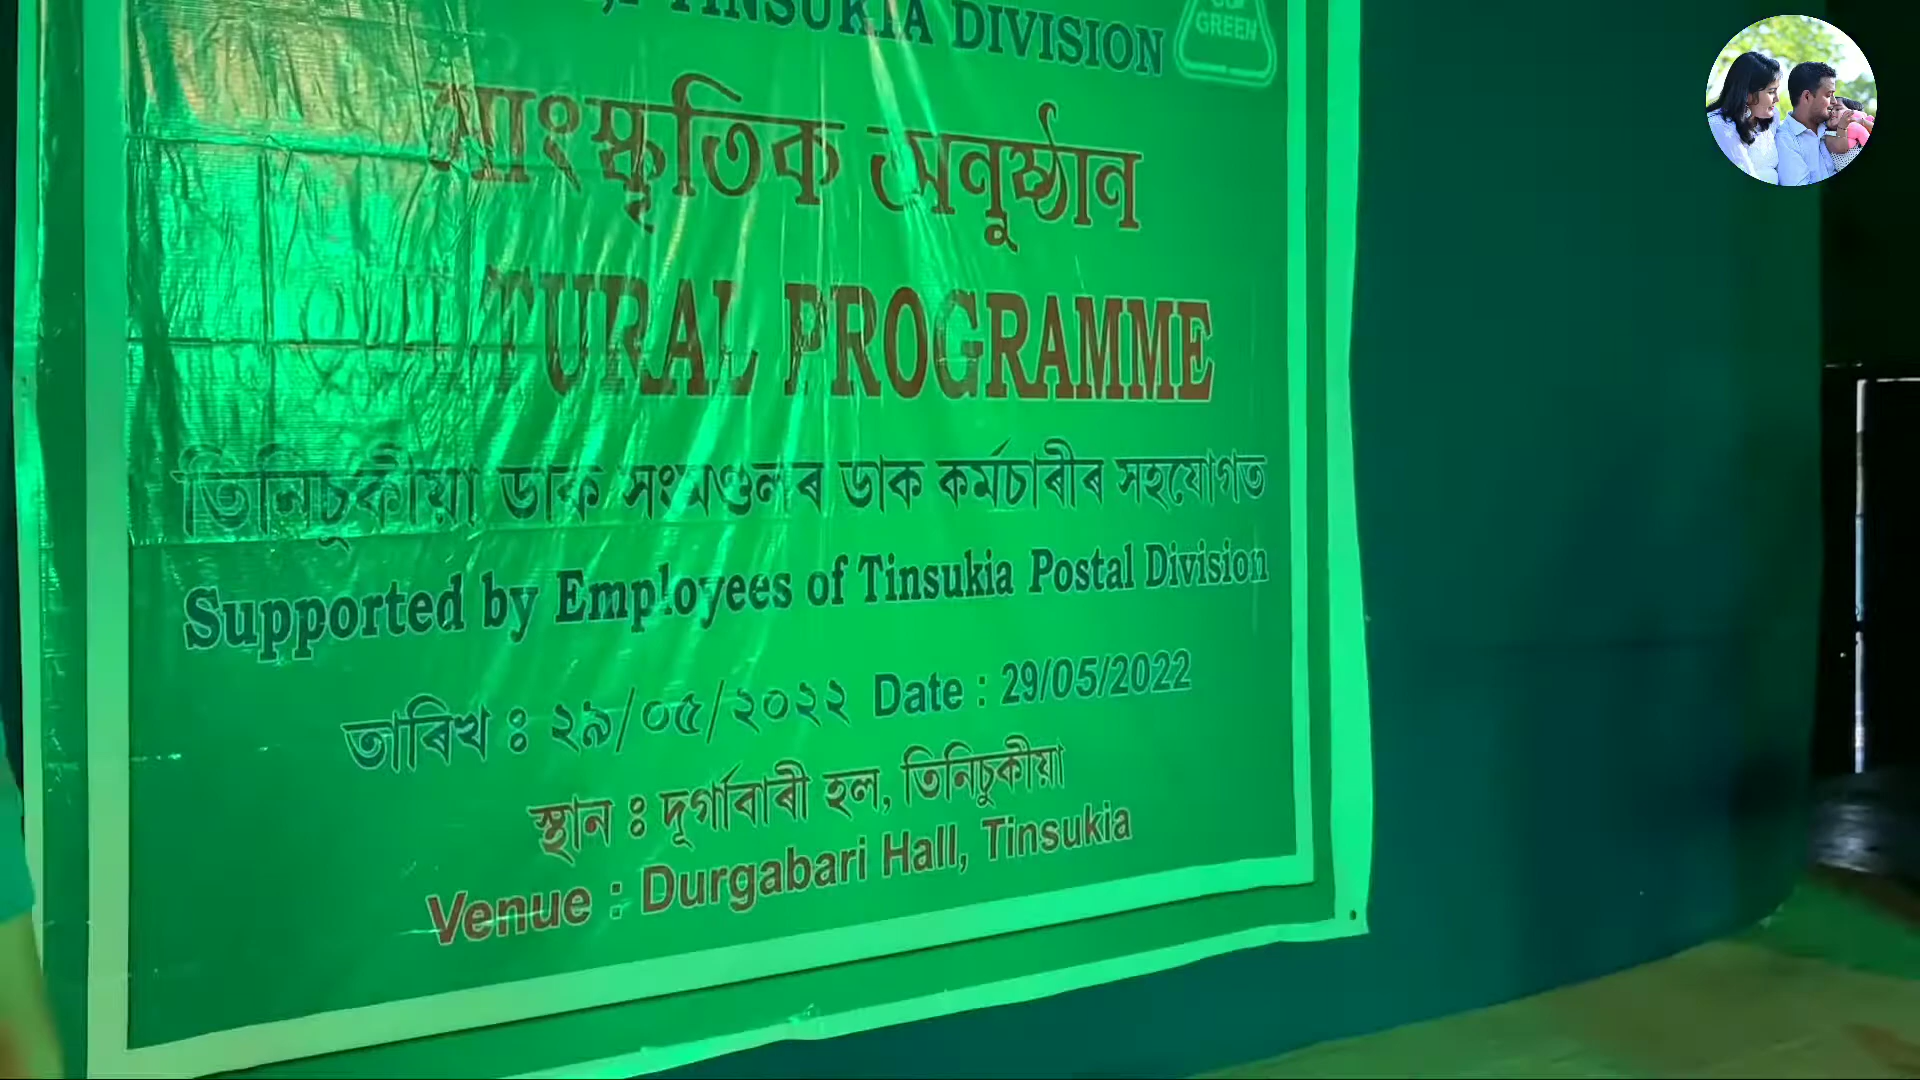 TINSUKIA DIVISION
GREEN
সাংস্কৃতিক অনুষ্ঠান
CULTURAL PROGRAMME
তিনিচুকীয়া ডাক সংমণ্ডলৰ ডাক কৰ্মচাৰীৰ সহযোগত
Supported by Employees of Tinsukia Postal Division
তাৰিখ ঃ ২৯/০৫/২০২২ Date : 29/05/2022
স্থান ঃ দূৰ্গাবাৰী হল, তিনিচুকীয়া
Venue : Durgabari Hall, Tinsukia